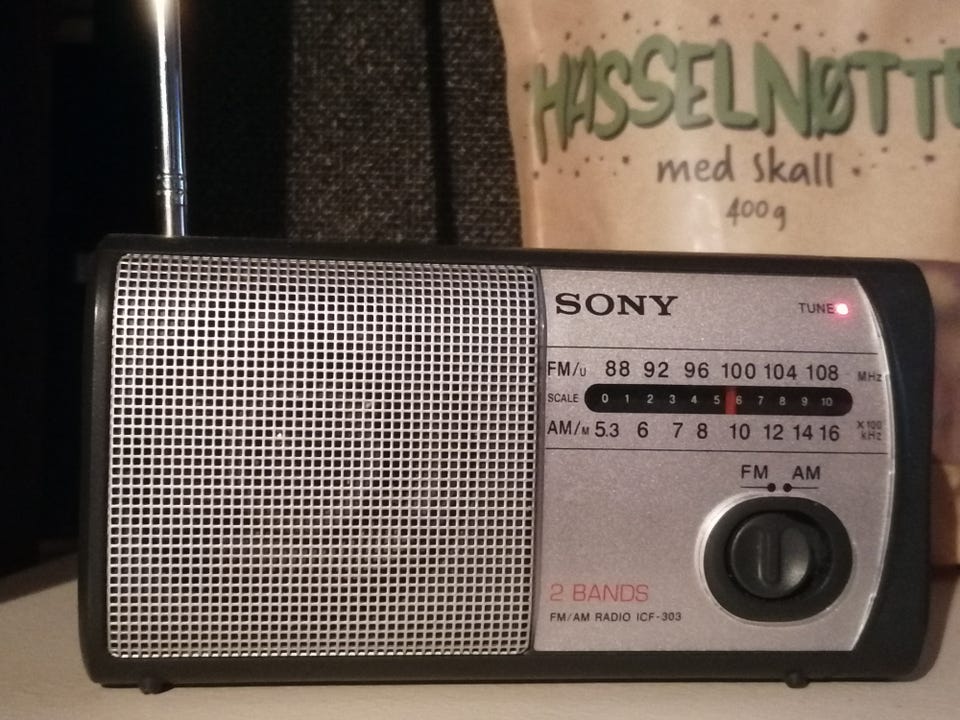 HASSELNØTTE
med skall
400g
SONY
TUNE
FM/U 88 92 96 100 104 108 MHz
SCALE 0 1 2 3 4 5 6 7 8 9 10
AM/M 5.3 6 7 8 10 12 14 16 X100 kHz
FM AM
2 BANDS
FM/AM RADIO ICF-303